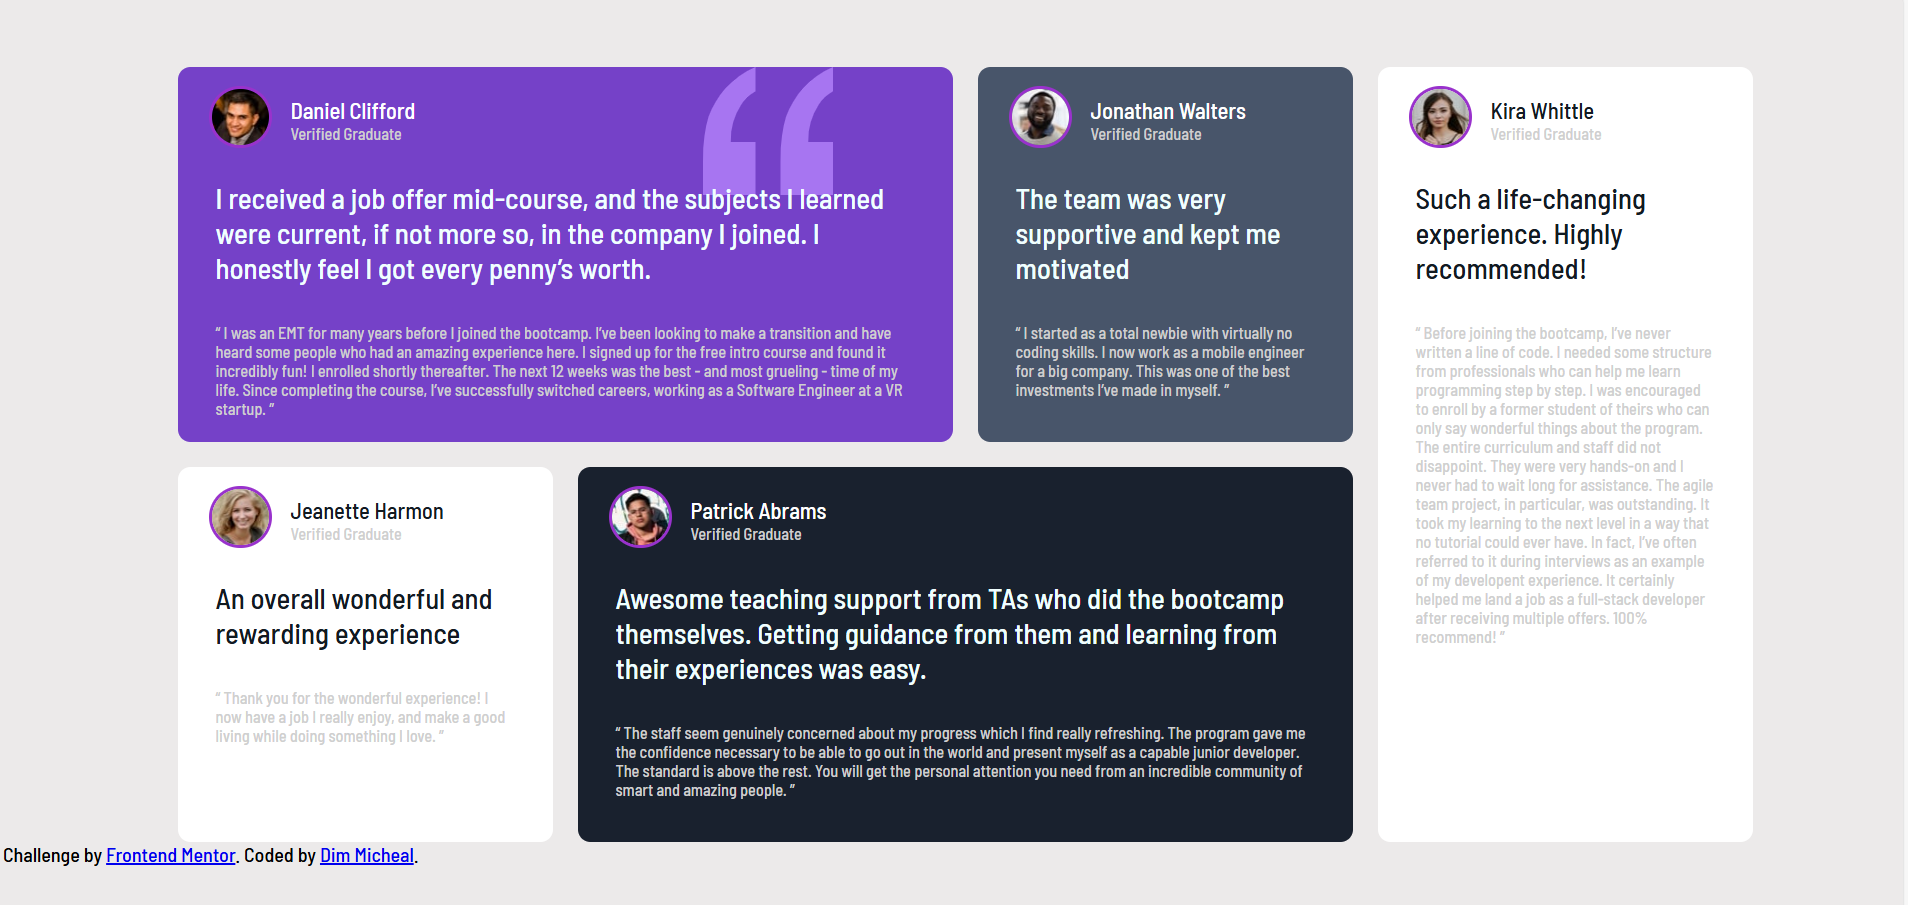 Daniel Clifford
Verified Graduate
I received a job offer mid-course, and the subjects I learned
were current, if not more so, in the company I joined. I
honestly feel I got every penny’s worth.
“ I was an EMT for many years before I joined the bootcamp. I’ve been looking to make a transition and have
heard some people who had an amazing experience here. I signed up for the free intro course and found it
incredibly fun! I enrolled shortly thereafter. The next 12 weeks was the best - and most grueling - time of my
life. Since completing the course, I’ve successfully switched careers, working as a Software Engineer at a VR
startup. ”
Jonathan Walters
Verified Graduate
The team was very
supportive and kept me
motivated
“ I started as a total newbie with virtually no
coding skills. I now work as a mobile engineer
for a big company. This was one of the best
investments I’ve made in myself. ”
Kira Whittle
Verified Graduate
Such a life-changing
experience. Highly
recommended!
“ Before joining the bootcamp, I’ve never
written a line of code. I needed some structure
from professionals who can help me learn
programming step by step. I was encouraged
to enroll by a former student of theirs who can
only say wonderful things about the program.
The entire curriculum and staff did not
disappoint. They were very hands-on and I
never had to wait long for assistance. The agile
team project, in particular, was outstanding. It
took my learning to the next level in a way that
no tutorial could ever have. In fact, I’ve often
referred to it during interviews as an example
of my developent experience. It certainly
helped me land a job as a full-stack developer
after receiving multiple offers. 100%
recommend! “
Jeanette Harmon
Verified Graduate
An overall wonderful and
rewarding experience
“ Thank you for the wonderful experience! I
now have a job I really enjoy, and make a good
living while doing something I love. ”
Patrick Abrams
Verified Graduate
Awesome teaching support from TAs who did the bootcamp
themselves. Getting guidance from them and learning from
their experiences was easy.
“ The staff seem genuinely concerned about my progress which I find really refreshing. The program gave me
the confidence necessary to be able to go out in the world and present myself as a capable junior developer.
The standard is above the rest. You will get the personal attention you need from an incredible community of
smart and amazing people. ”
Challenge by Frontend Mentor. Coded by Dim Micheal.